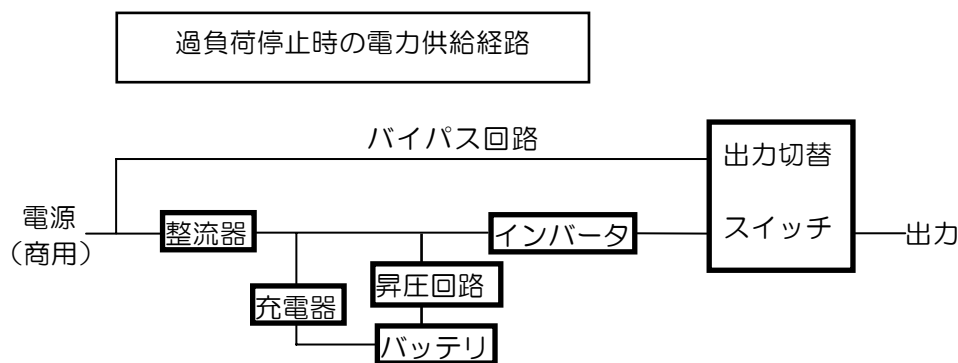 過負荷停止時の電力供給経路
バイパス回路
出力切替
スイッチ
電源
（商用）
整流器
インバータ
出力
昇圧回路
充電器
バッテリ